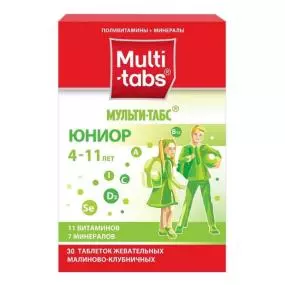 ПОЛИВИТАМИНЫ + МИНЕРАЛЫ
Multi
-tabs®
МУЛЬТИ-ТАБС®
ЮНИОР
4-11 ЛЕТ
B12
A
I
C
D3
Se
11 ВИТАМИНОВ
7 МИНЕРАЛОВ
30 ТАБЛЕТОК ЖЕВАТЕЛЬНЫХ
МАЛИНОВО-КЛУБНИЧНЫХ